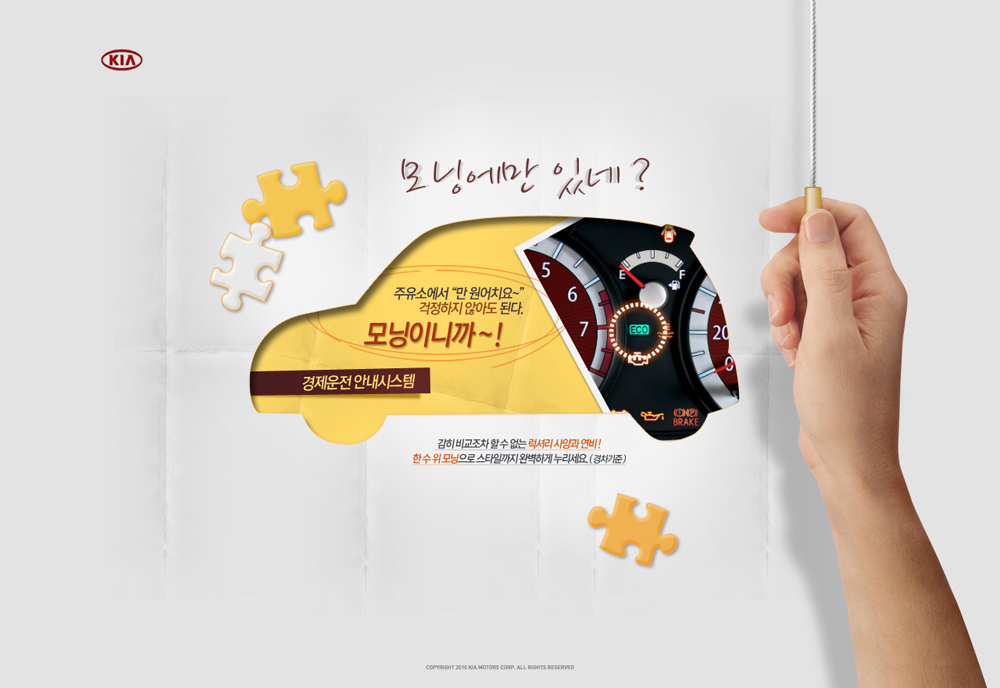 KIA
모닝에만 있네?
주유소에서 “만 원어치요~”
걱정하지 않아도 된다.
모닝이니까~!
경제운전 안내시스템
5
6
7
E
F
ECO
20
BRAKE
감히 비교조차 할 수 없는 럭셔리 사양과 연비!
한 수 위 모닝으로 스타일까지 완벽하게 누리세요. (경차기준)
COPYRIGHT 2010 KIA MOTORS CORP. ALL RIGHTS RESERVED